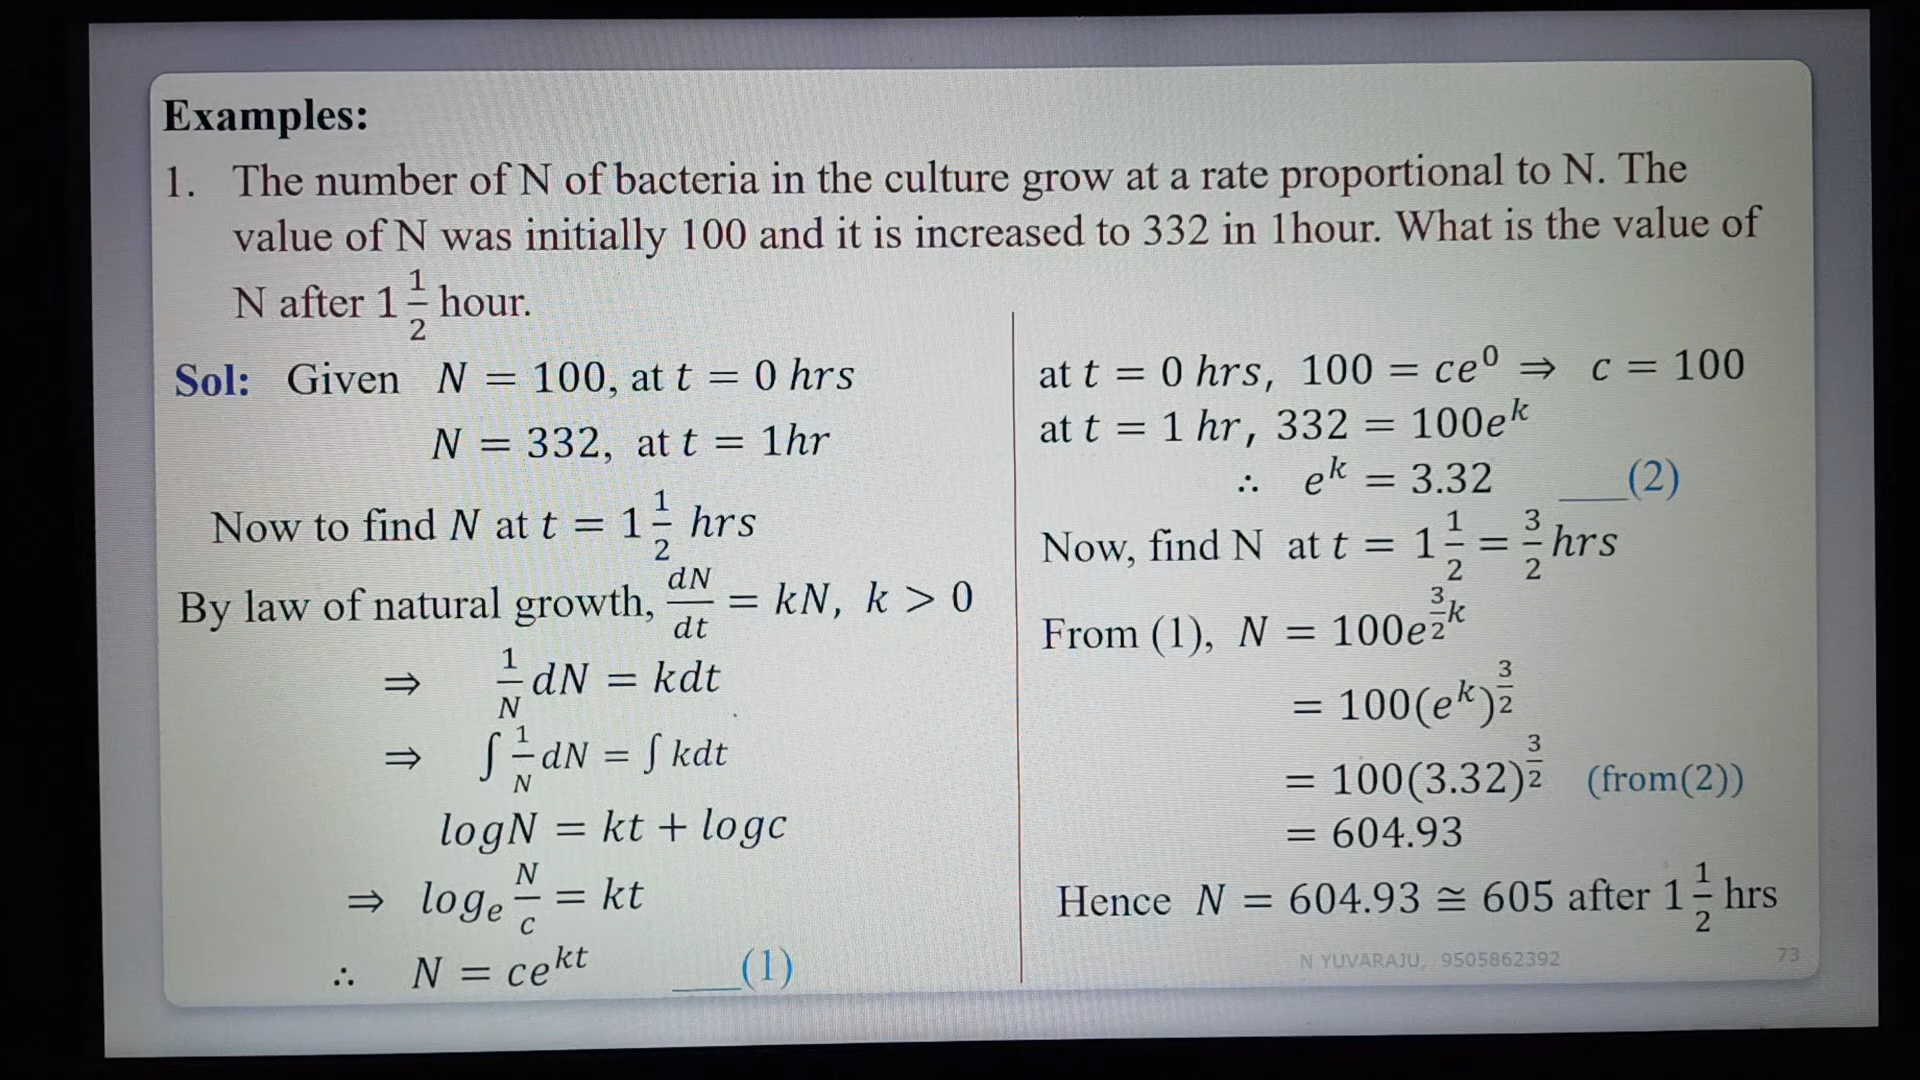 Examples:
1. The number of N of bacteria in the culture grow at a rate proportional to N. The
value of N was initially 100 and it is increased to 332 in 1hour. What is the value of
N after 1 1/2 hour.
Sol: Given N = 100, at t = 0 hrs
N = 332, at t = 1hr
Now to find N at t = 1 1/2 hrs
By law of natural growth, dN/dt = kN, k > 0
⇒ 1/N dN = kdt
⇒ ∫ 1/N dN = ∫ kdt
logN = kt + logc
⇒ logₑ N/c = kt
∴ N = ce^{kt} ___(1)
at t = 0 hrs, 100 = ce⁰ ⇒ c = 100
at t = 1 hr, 332 = 100e^k
∴ e^k = 3.32 ___(2)
Now, find N at t = 1 1/2 = 3/2 hrs
From (1), N = 100e^{3/2 k}
= 100(e^k)^{3/2}
= 100(3.32)^{3/2} (from(2))
= 604.93
Hence N = 604.93 ≅ 605 after 1 1/2 hrs
N YUVARAJU, 9505862392
73